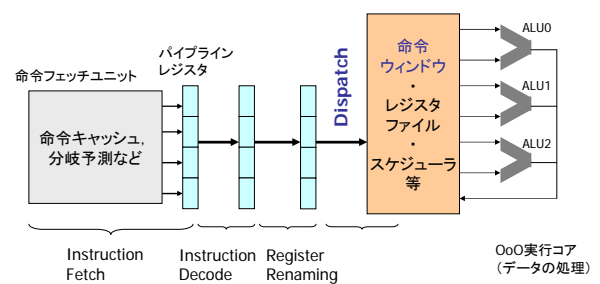 命令フェッチユニット
命令キャッシュ,
分岐予測など
パイプライン
レジスタ
Dispatch
命令
ウィンドウ
・
レジスタ
ファイル
・
スケジューラ
等
ALU0
ALU1
ALU2
Instruction
Fetch
Instruction
Decode
Register
Renaming
OoO実行コア
（データの処理）